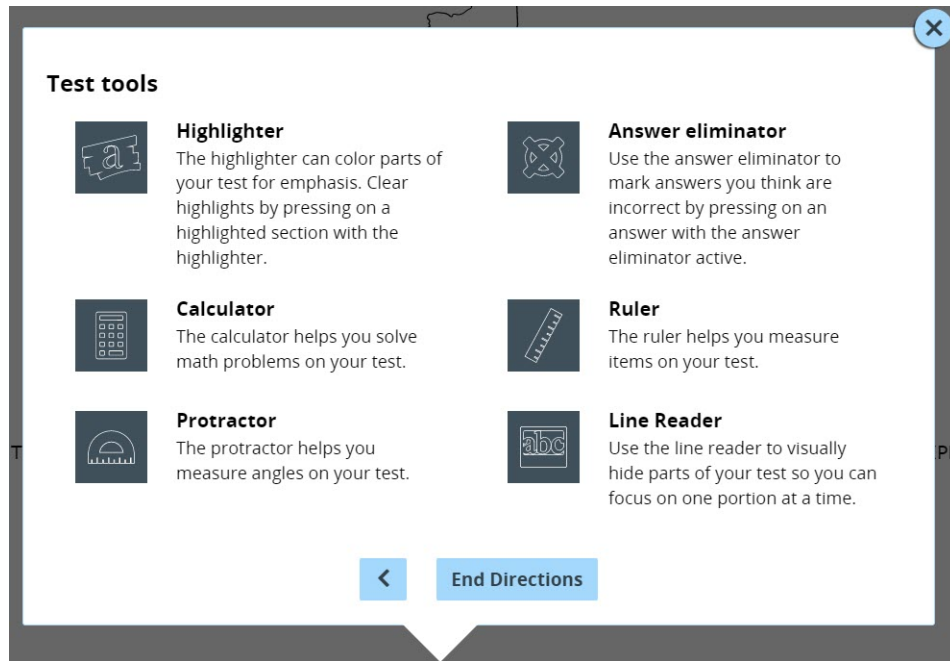 Test tools
Highlighter
The highlighter can color parts of
your test for emphasis. Clear
highlights by pressing on a
highlighted section with the
highlighter.
Answer eliminator
Use the answer eliminator to
mark answers you think are
incorrect by pressing on an
answer with the answer
eliminator active.
Calculator
The calculator helps you solve
math problems on your test.
Ruler
The ruler helps you measure
items on your test.
Protractor
The protractor helps you
measure angles on your test.
Line Reader
Use the line reader to visually
hide parts of your test so you can
focus on one portion at a time.
End Directions